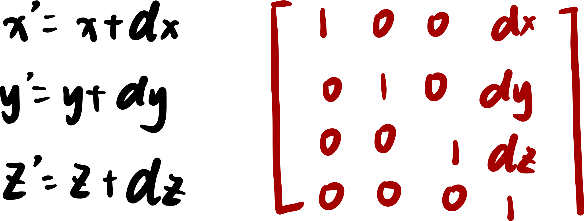 x' = x + dx
y' = y + dy
z' = z + dz
1 0 0 dx
0 1 0 dy
0 0 1 dz
0 0 0 1